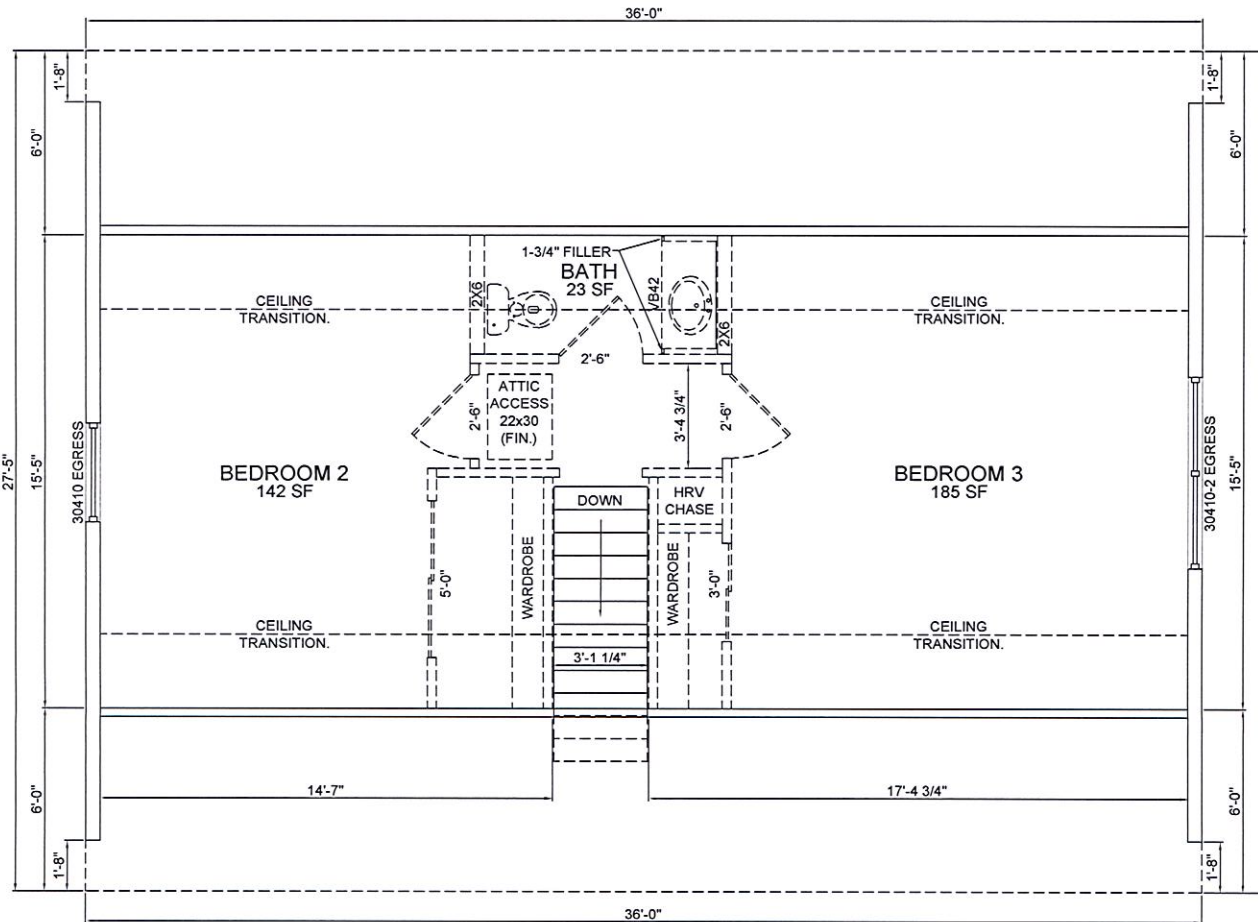 36'-0"
1'-8"
1'-8"
6'-0"
6'-0"
1-3/4" FILLER
BATH
23 SF
2X6
VB42
2X6
CEILING
TRANSITION.
CEILING
TRANSITION.
2'-6"
ATTIC
ACCESS
22x30
(FIN.)
2'-6"
3'-4 3/4"
2'-6"
27'-5"
15'-5"
30410 EGRESS
BEDROOM 2
142 SF
BEDROOM 3
185 SF
30410-2 EGRESS
15'-5"
DOWN
HRV
CHASE
5'-0"
WARDROBE
WARDROBE
3'-0"
CEILING
TRANSITION.
CEILING
TRANSITION.
3'-1 1/4"
14'-7"
17'-4 3/4"
6'-0"
6'-0"
1'-8"
1'-8"
36'-0"